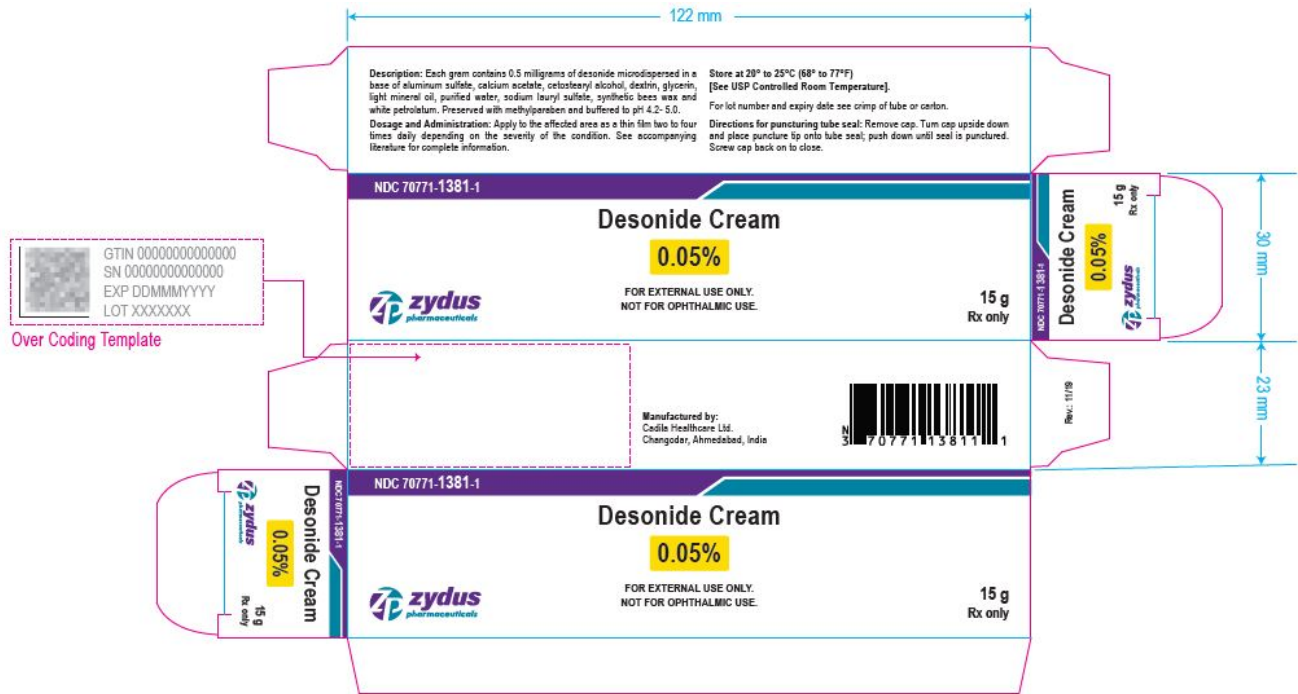 122 mm
Description: Each gram contains 0.5 milligrams of desonide microdispersed in a
base of aluminum sulfate, calcium acetate, cetostearyl alcohol, dextrin, glycerin,
light mineral oil, purified water, sodium lauryl sulfate, synthetic bees wax and
white petrolatum. Preserved with methylparaben and buffered to pH 4.2- 5.0.
Dosage and Administration: Apply to the affected area as a thin film two to four
times daily depending on the severity of the condition. See accompanying
literature for complete information.
Store at 20° to 25°C (68° to 77°F)
[See USP Controlled Room Temperature].
For lot number and expiry date see crimp of tube or carton.
Directions for puncturing tube seal: Remove cap. Turn cap upside down
and place puncture tip onto tube seal; push down until seal is punctured.
Screw cap back on to close.
NDC 70771-1381-1
Desonide Cream
0.05%
FOR EXTERNAL USE ONLY.
NOT FOR OPHTHALMIC USE.
zydus
pharmaceuticals
15 g
Rx only
NDC 70771-1381-1
Desonide Cream
0.05%
15 g
Rx only
zydus
pharmaceuticals
30 mm
GTIN 00000000000000
SN 00000000000000
EXP DDMMMYYYY
LOT XXXXXXX
Over Coding Template
Manufactured by:
Cadila Healthcare Ltd.
Changodar, Ahmedabad, India
N
3 70771 13811 1
Rev.: 11/19
23 mm
NDC 70771-1381-1
Desonide Cream
0.05%
15 g
Rx only
zydus
pharmaceuticals
NDC 70771-1381-1
Desonide Cream
0.05%
FOR EXTERNAL USE ONLY.
NOT FOR OPHTHALMIC USE.
zydus
pharmaceuticals
15 g
Rx only